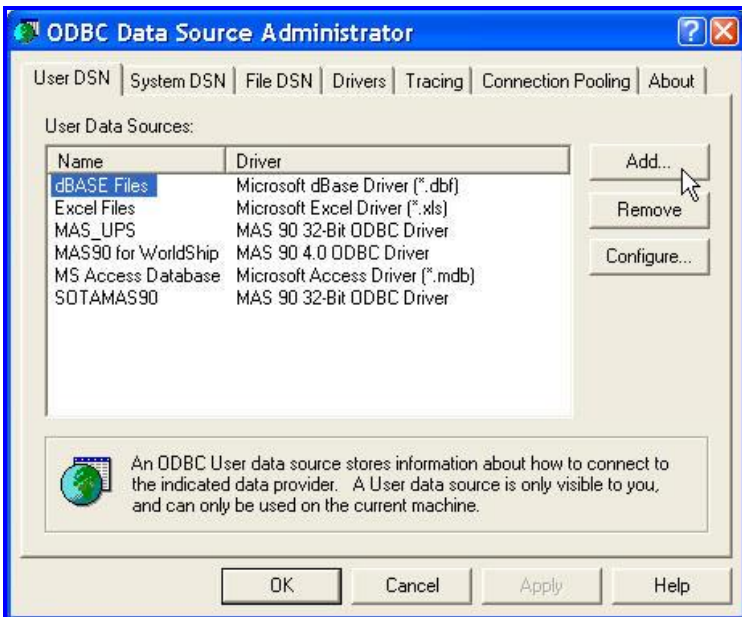 ODBC Data Source Administrator
User DSN System DSN File DSN Drivers Tracing Connection Pooling About
User Data Sources:
Name Driver
dBASE Files Microsoft dBase Driver (*.dbf)
Excel Files Microsoft Excel Driver (*.xls)
MAS_UPS MAS 90 32-Bit ODBC Driver
MAS90 for WorldShip MAS 90 4.0 ODBC Driver
MS Access Database Microsoft Access Driver (*.mdb)
SOTAMAS90 MAS 90 32-Bit ODBC Driver
Add...
Remove
Configure...
An ODBC User data source stores information about how to connect to
the indicated data provider. A User data source is only visible to you,
and can only be used on the current machine.
OK Cancel Apply Help